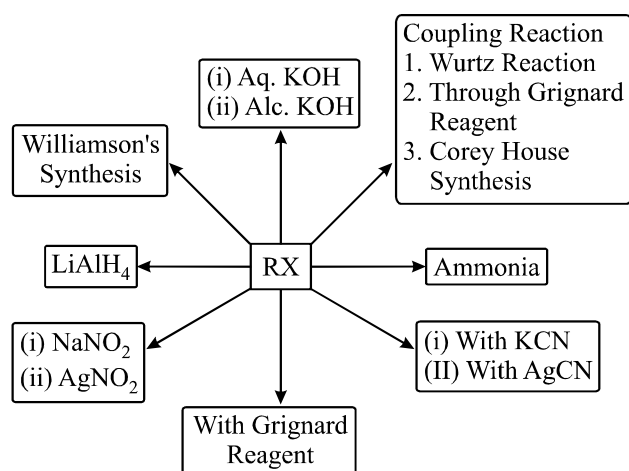 Coupling Reaction
1. Wurtz Reaction
2. Through Grignard
Reagent
3. Corey House
Synthesis
(i) Aq. KOH
(ii) Alc. KOH
Williamson's
Synthesis
LiAlH₄
RX
Ammonia
(i) NaNO₂
(ii) AgNO₂
(i) With KCN
(II) With AgCN
With Grignard
Reagent